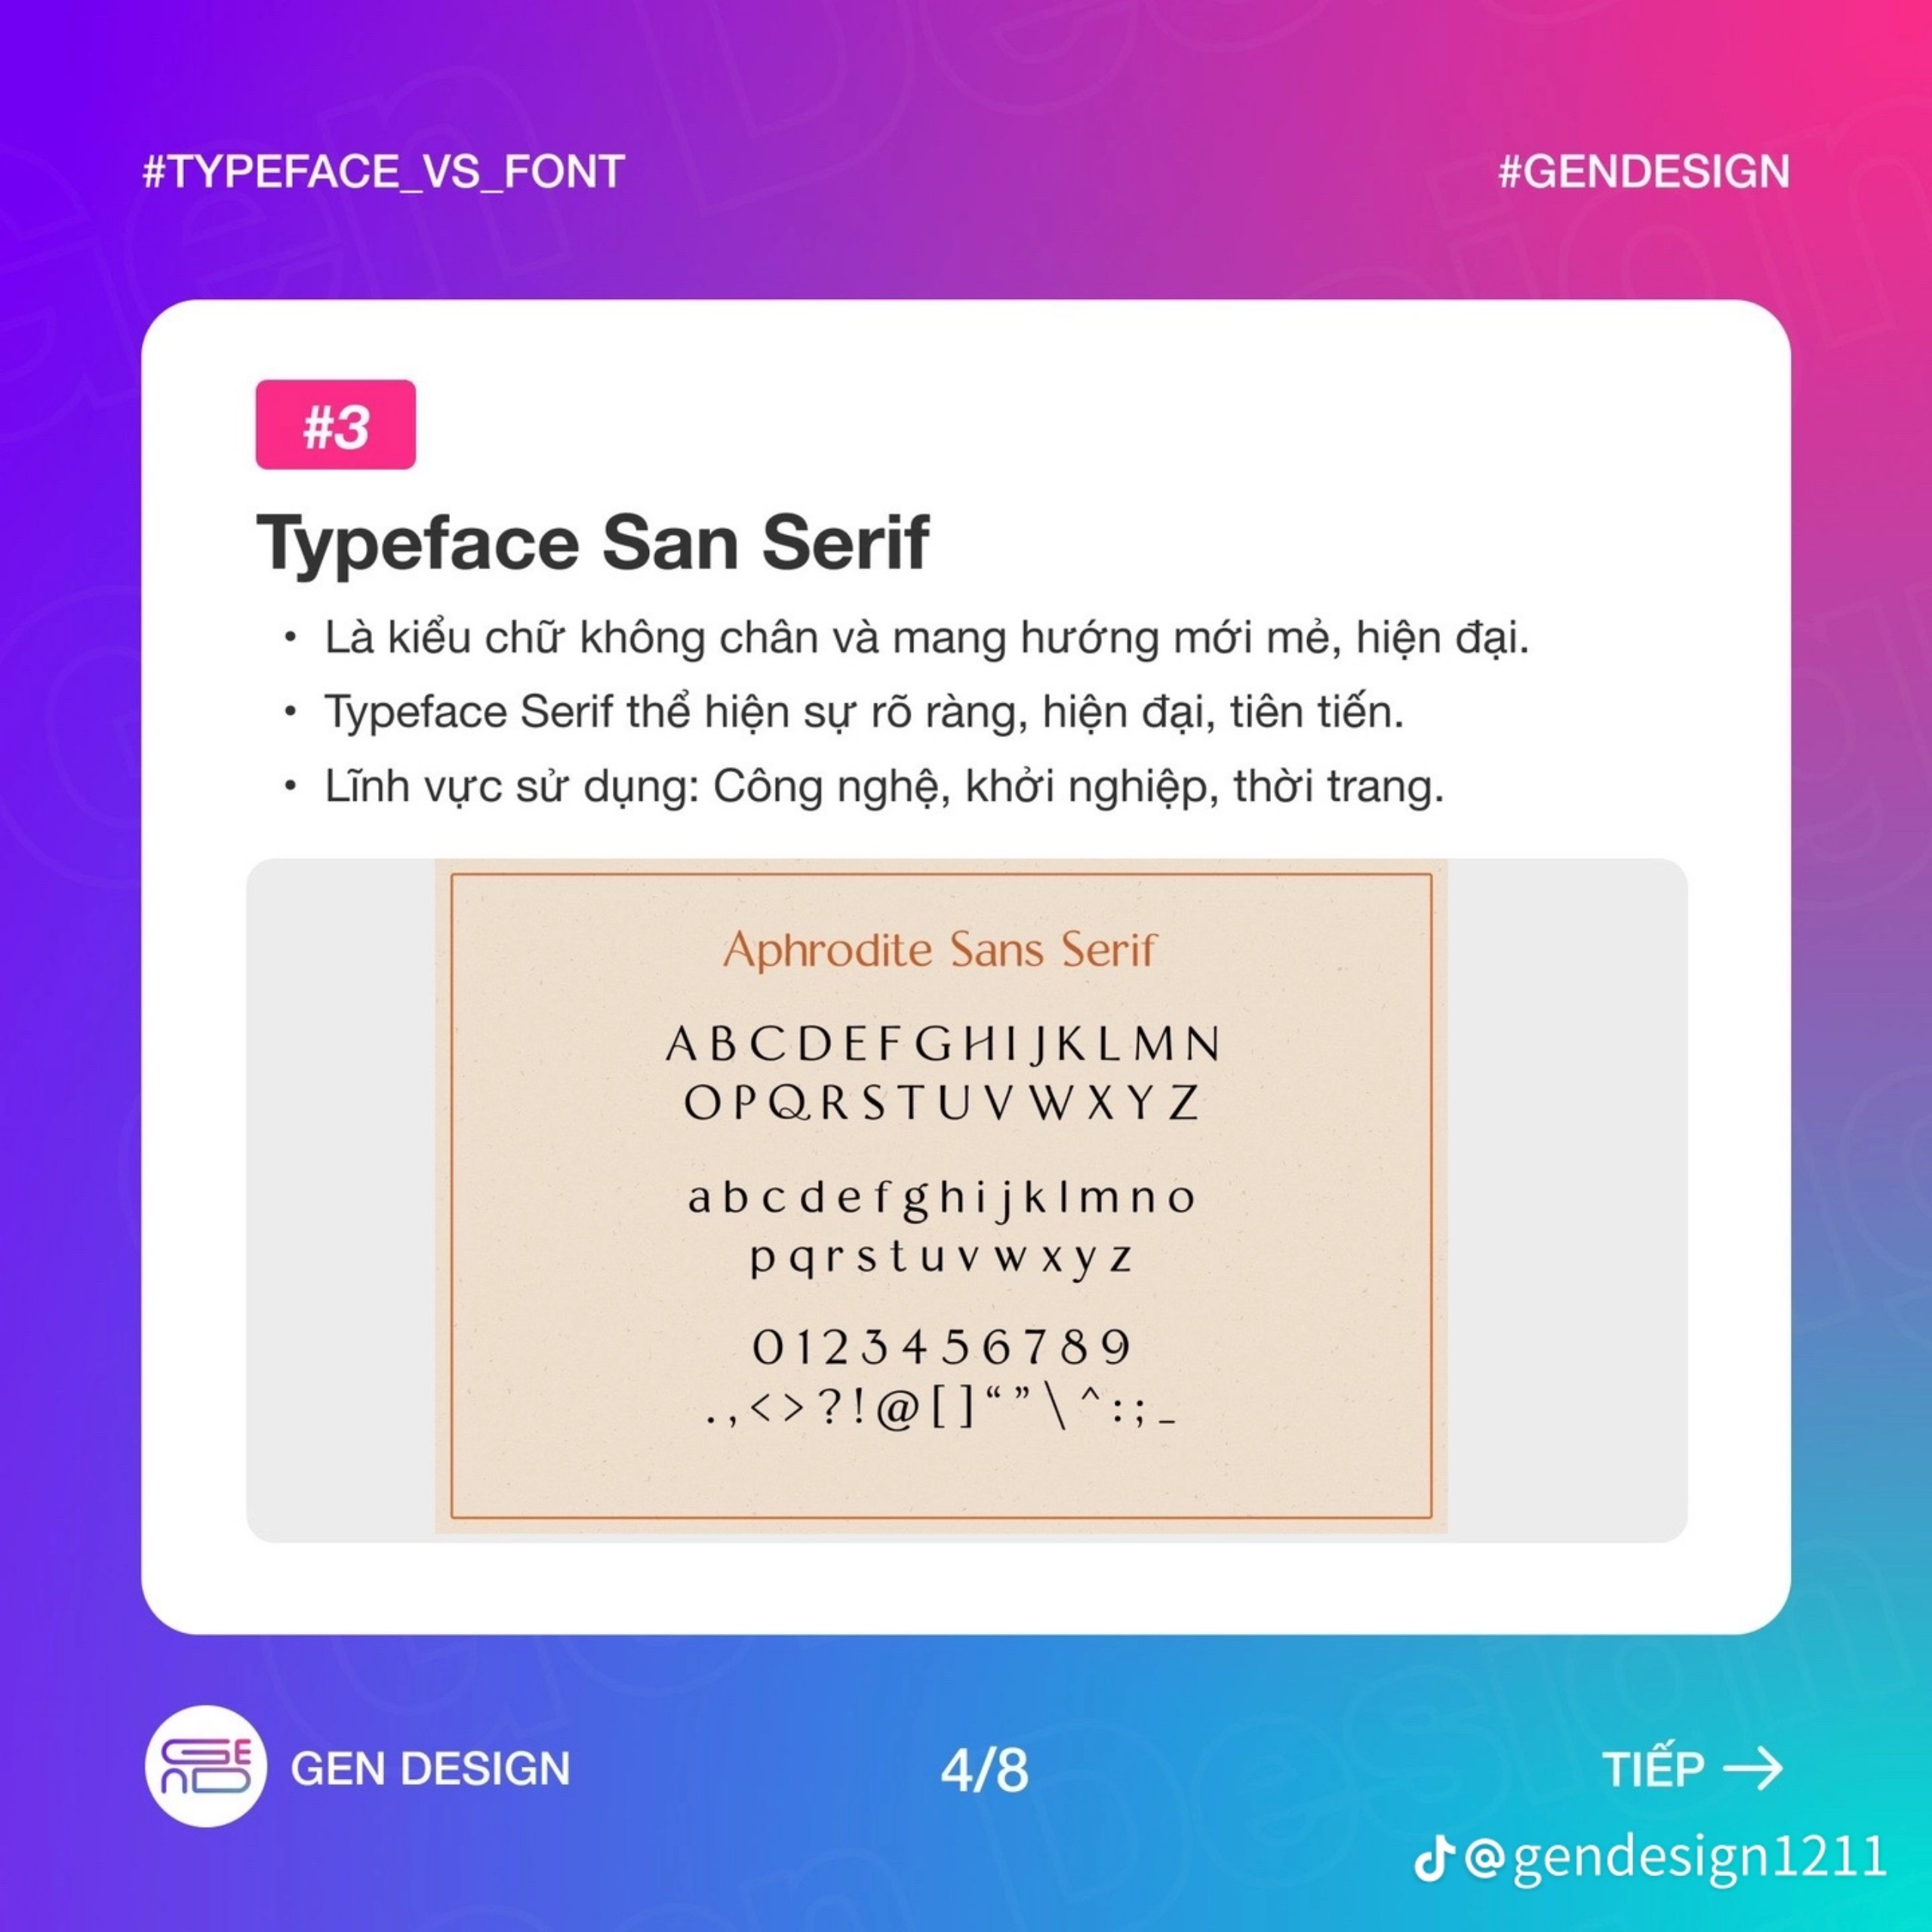 #TYPEFACE_VS_FONT
#GENDESIGN
#3
Typeface San Serif
• Là kiểu chữ không chân và mang hướng mới mẻ, hiện đại.
• Typeface Serif thể hiện sự rõ ràng, hiện đại, tiên tiến.
• Lĩnh vực sử dụng: Công nghệ, khởi nghiệp, thời trang.
Aphrodite Sans Serif
A B C D E F G H I J K L M N
O P Q R S T U V W X Y Z
a b c d e f g h i j k l m n o
p q r s t u v w x y z
0 1 2 3 4 5 6 7 8 9
. , < > ? ! @ [ ] “ ” \ ^ : ; _
GEN DESIGN
4/8
TIẾP →
@gendesign1211